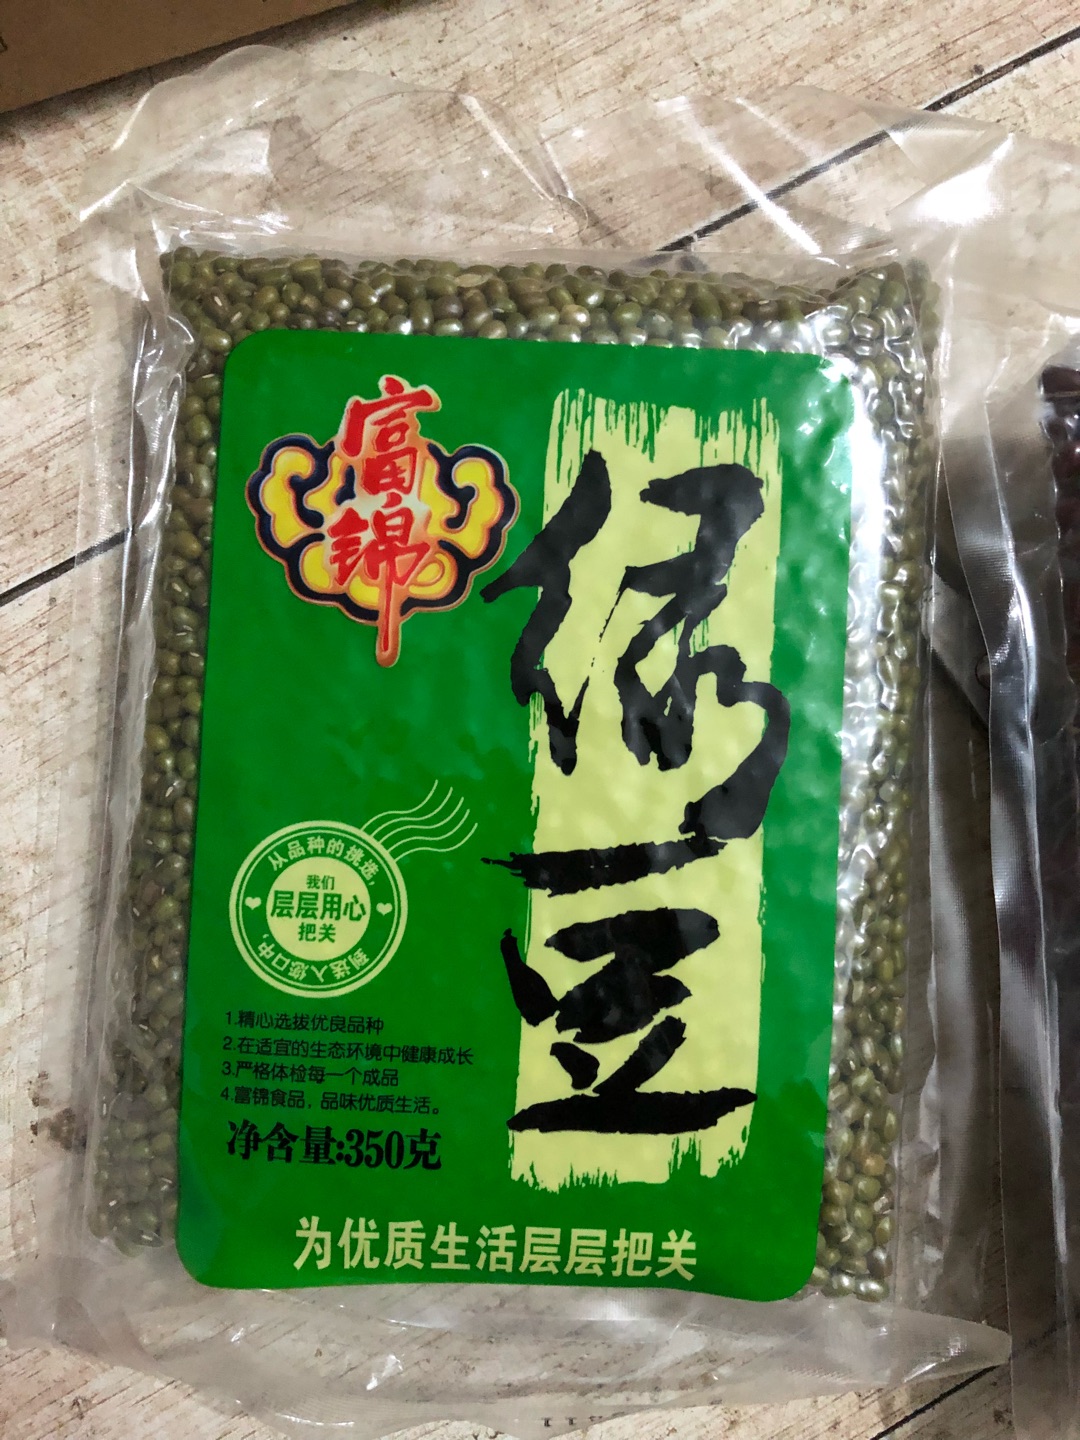 富锦
绿豆
从品种的挑选，
我们
层层用心
把关
到送入您口中，
1.精心选拔优良品种
2.在适宜的生态环境中健康成长
3.严格体检每一个成品
4.富锦食品，品味优质生活。
净含量:350克
为优质生活层层把关